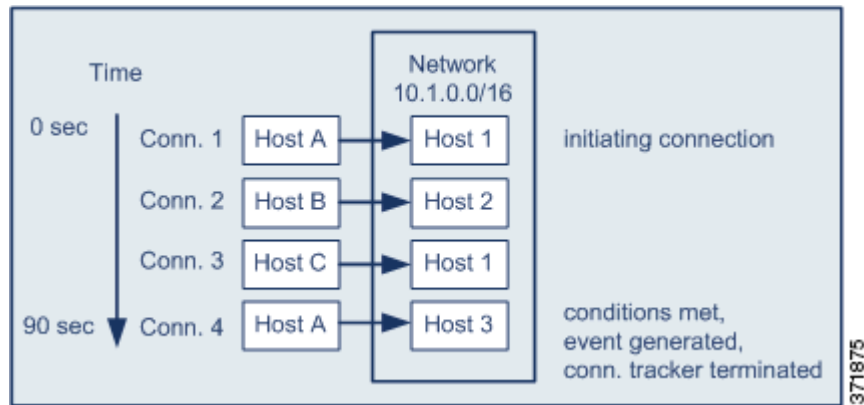 Time
Network
10.1.0.0/16
0 sec
Conn. 1
Host A
Host 1
initiating connection
Conn. 2
Host B
Host 2
Conn. 3
Host C
Host 1
90 sec
Conn. 4
Host A
Host 3
conditions met,
event generated,
conn. tracker terminated
371875